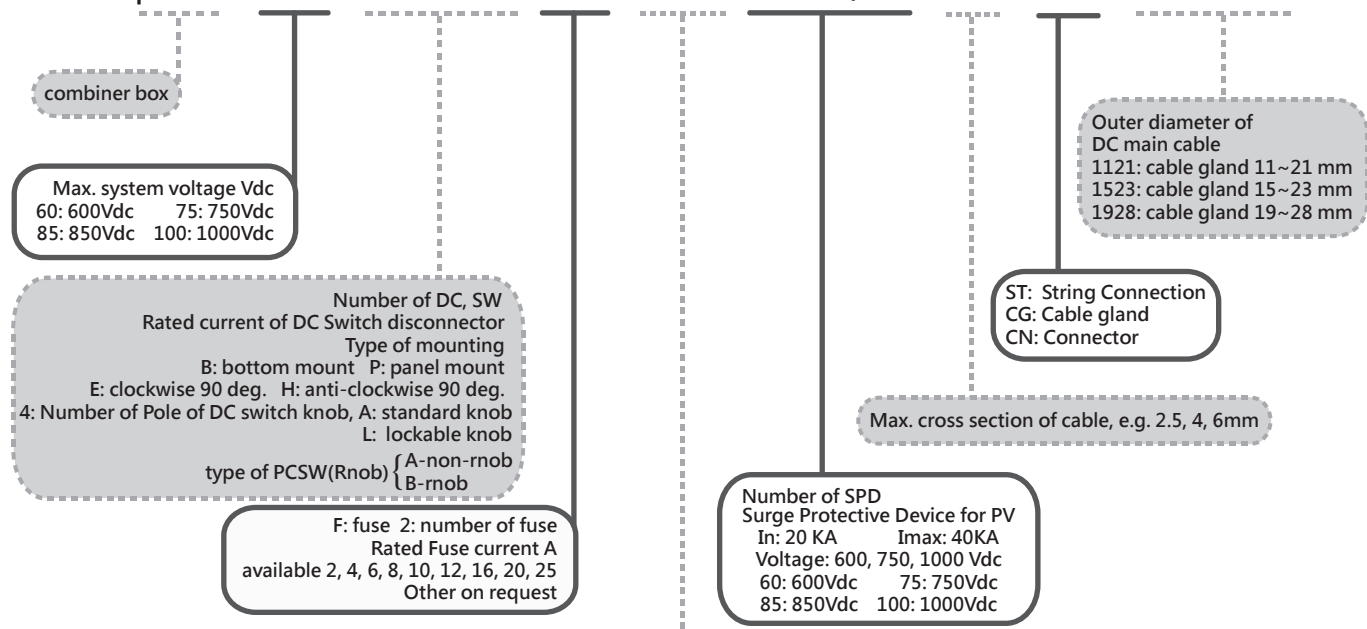 combiner box
Max. system voltage Vdc
60: 600Vdc 75: 750Vdc
85: 850Vdc 100: 1000Vdc
Number of DC, SW
Rated current of DC Switch disconnector
Type of mounting
B: bottom mount P: panel mount
E: clockwise 90 deg. H: anti-clockwise 90 deg.
4: Number of Pole of DC switch knob, A: standard knob
L: lockable knob
type of PCSW(Rnob) { A-non-rnob
B-rnob
F: fuse 2: number of fuse
Rated Fuse current A
available 2, 4, 6, 8, 10, 12, 16, 20, 25
Other on request
Number of SPD
Surge Protective Device for PV
In: 20 KA Imax: 40KA
Voltage: 600, 750, 1000 Vdc
60: 600Vdc 75: 750Vdc
85: 850Vdc 100: 1000Vdc
Max. cross section of cable, e.g. 2.5, 4, 6mm
ST: String Connection
CG: Cable gland
CN: Connector
Outer diameter of
DC main cable
1121: cable gland 11~21 mm
1523: cable gland 15~23 mm
1928: cable gland 19~28 mm